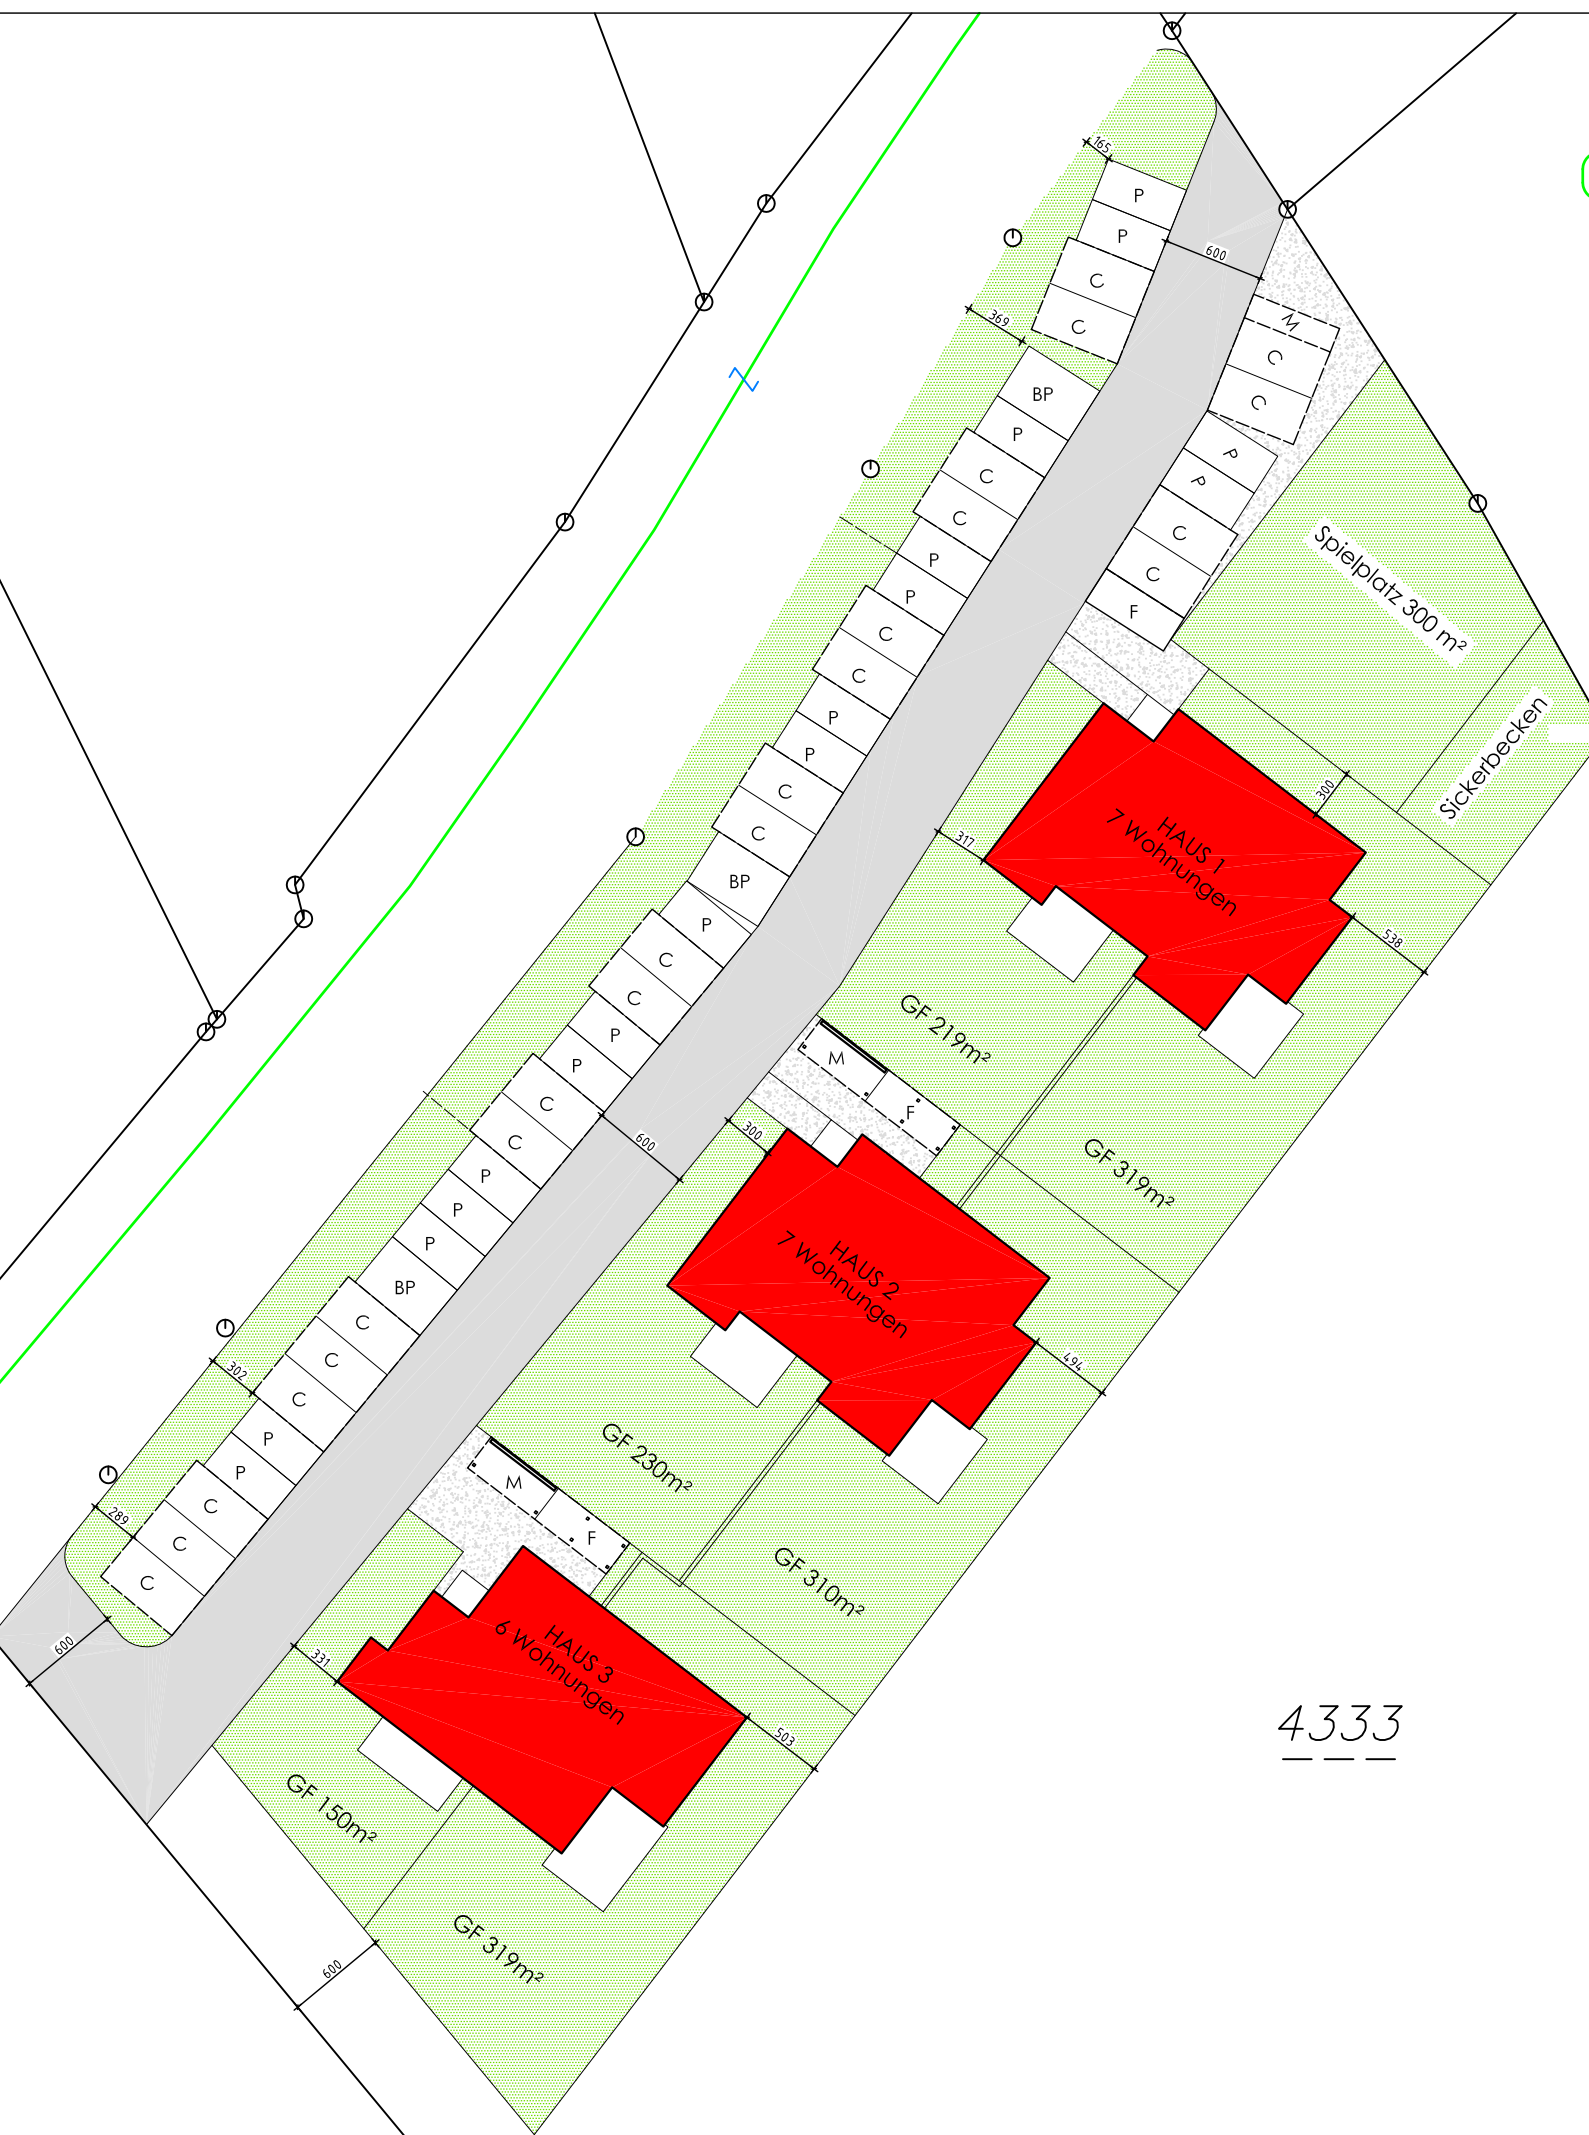 165
P
P
C
C
600
M
C
C
369
BP
P
C
C
P
P
C
C
F
P
P
C
C
P
P
C
C
BP
P
C
C
P
P
C
C
P
P
P
BP
C
C
C
P
P
C
C
C
Spielplatz 300 m²
Sickerbecken
300
317
HAUS 1
7 Wohnungen
538
GF 219m²
GF 319m²
M
F
600
300
HAUS 2
7 Wohnungen
494
GF 230m²
GF 310m²
302
289
600
M
F
331
HAUS 3
6 Wohnungen
503
GF 150m²
GF 319m²
600
4333